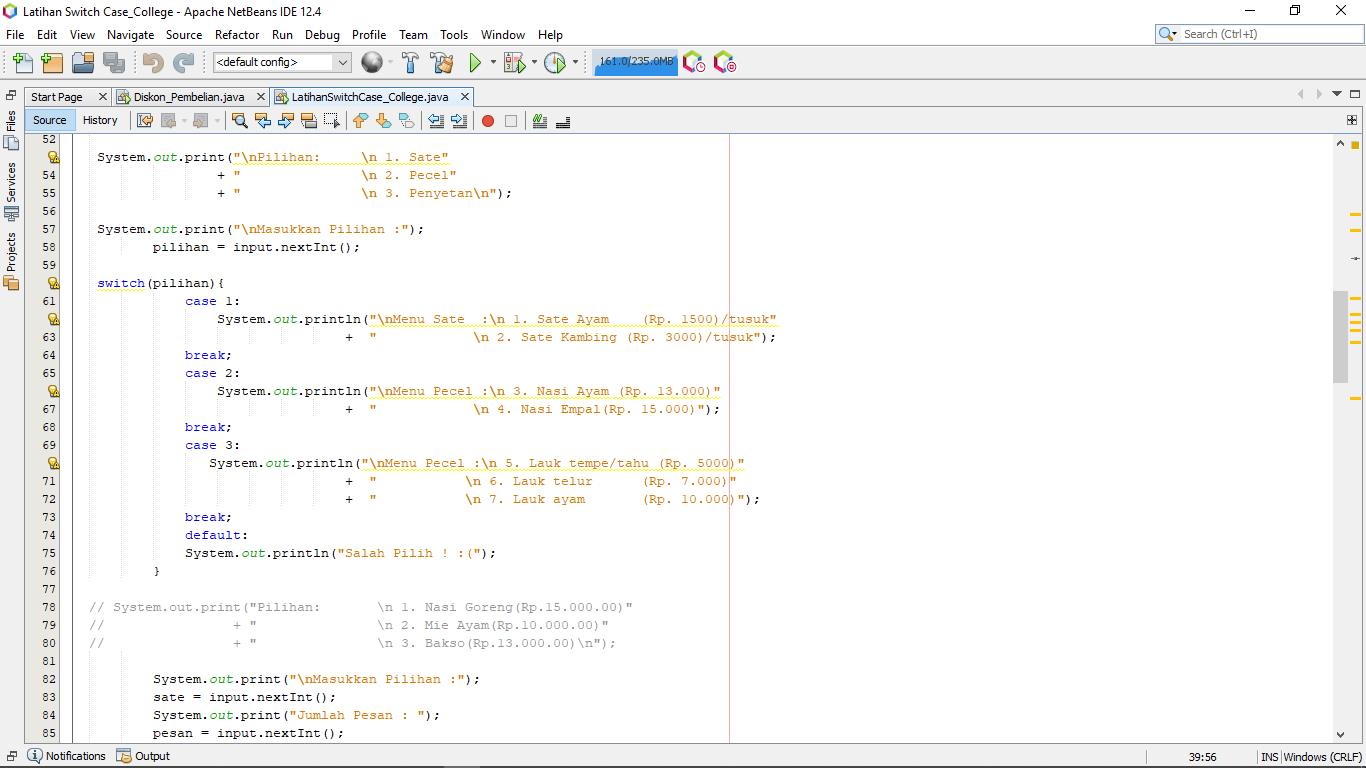 Latihan Switch Case_College - Apache NetBeans IDE 12.4
File Edit View Navigate Source Refactor Run Debug Profile Team Tools Window Help
Search (Ctrl+I)
<default config>
161.0/235.0MB
Start Page Diskon_Pembelian.java LatihanSwitchCase_College.java
Source History
Files
Services
Projects
52
System.out.print("\nPilihan:     \n 1. Sate"
54 + "               \n 2. Pecel"
55 + "               \n 3. Penyetan\n");
56
57 System.out.print("\nMasukkan Pilihan :");
58 pilihan = input.nextInt();
59
switch(pilihan){
61 case 1:
System.out.println("\nMenu Sate  :\n 1. Sate Ayam    (Rp. 1500)/tusuk"
63 +  "            \n 2. Sate Kambing (Rp. 3000)/tusuk");
64 break;
65 case 2:
System.out.println("\nMenu Pecel :\n 3. Nasi Ayam (Rp. 13.000)"
67 +  "            \n 4. Nasi Empal(Rp. 15.000)");
68 break;
69 case 3:
System.out.println("\nMenu Pecel :\n 5. Lauk tempe/tahu (Rp. 5000)"
71 +  "           \n 6. Lauk telur      (Rp. 7.000)"
72 +  "           \n 7. Lauk ayam       (Rp. 10.000)");
73 break;
74 default:
75 System.out.println("Salah Pilih ! :(");
76 }
77
78 // System.out.print("Pilihan:       \n 1. Nasi Goreng(Rp.15.000.00)"
79 //                + "               \n 2. Mie Ayam(Rp.10.000.00)"
80 //                + "               \n 3. Bakso(Rp.13.000.00)\n");
81
82 System.out.print("\nMasukkan Pilihan :");
83 sate = input.nextInt();
84 System.out.print("Jumlah Pesan : ");
85 pesan = input.nextInt();
Notifications Output
39:56 INS Windows (CRLF)